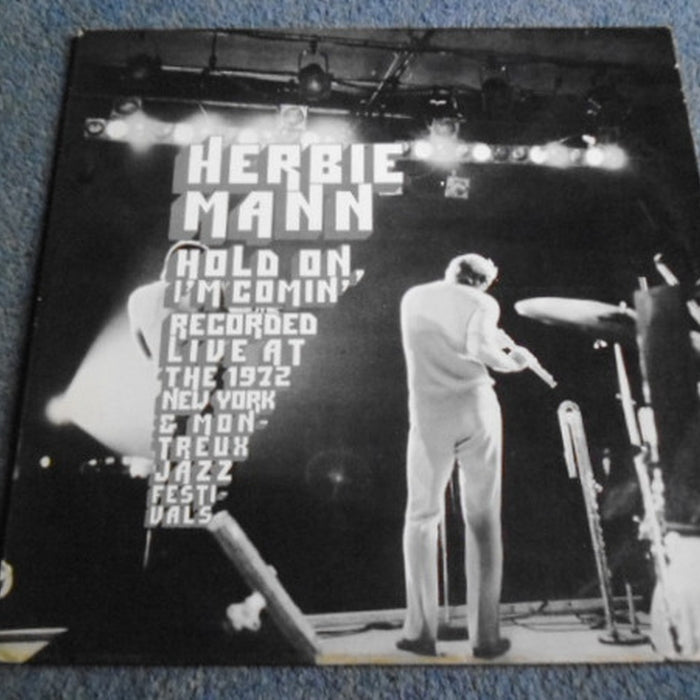 HERBIE
MANN
HOLD ON,
I'M COMIN'
RECORDED
LIVE AT
THE 1972
NEW YORK
& MON-
TREUX
JAZZ
FESTI-
VALS